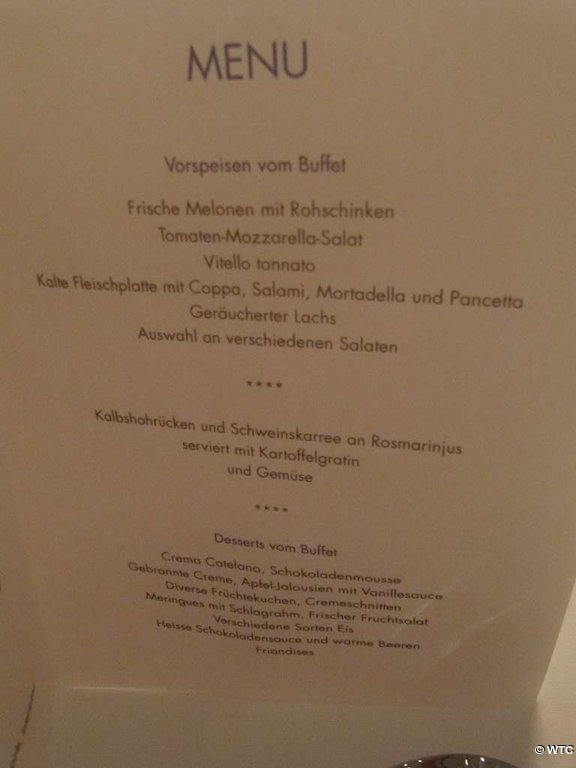 MENU
Vorspeisen vom Buffet
Frische Melonen mit Rohschinken
Tomaten-Mozzarella-Salat
Vitello tonnato
Kalte Fleischplatte mit Coppa, Salami, Mortadella und Pancetta
Geräucherter Lachs
Auswahl an verschiedenen Salaten
****
Kalbshohrücken und Schweinskarree an Rosmarinjus
serviert mit Kartoffelgratin
und Gemüse
****
Desserts vom Buffet
Crema Catelana, Schokoladenmousse
Gebrannte Creme, Apfel-Jalousien mit Vanillesauce
Diverse Früchtekuchen, Cremeschnitten
Meringues mit Schlagrahm, Frischer Fruchtsalat
Verschiedene Sorten Eis
Heisse Schokoladensauce und warme Beeren
Friandises
© WTC